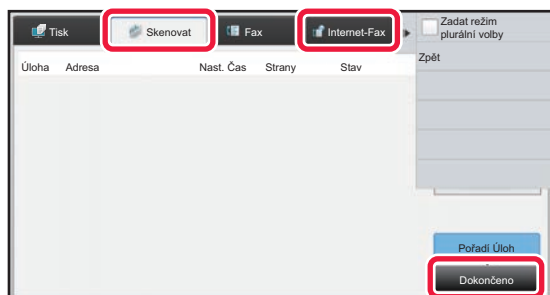 Tisk
Skenovat
Fax
Internet-Fax
Zadat režim
plurální volby
Zpět
Úloha Adresa Nast. Čas Strany Stav
Pořadí Úloh
Dokončeno